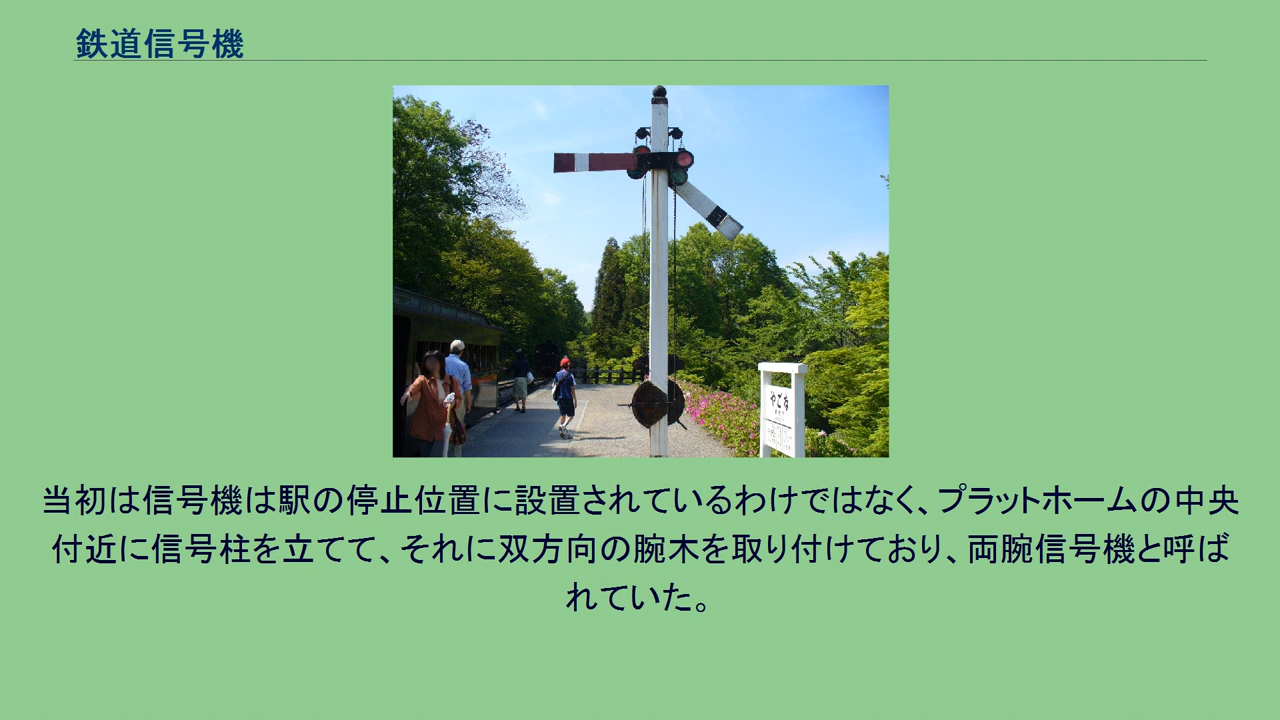 鉄道信号機
やごな
当初は信号機は駅の停止位置に設置されているわけではなく、プラットホームの中央
付近に信号柱を立てて、それに双方向の腕木を取り付けており、両腕信号機と呼ば
れていた。